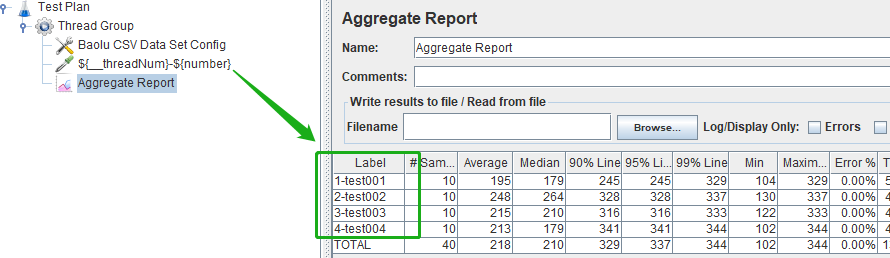 Test Plan
Thread Group
Baolu CSV Data Set Config
${__threadNum}-${number}
Aggregate Report
Aggregate Report
Name: Aggregate Report
Comments:
Write results to file / Read from file
Filename Browse... Log/Display Only: Errors
Label # Sam... Average Median 90% Line 95% Li... 99% Line Min Maxim... Error % T
1-test001 10 195 179 245 245 329 104 329 0.00% 5
2-test002 10 248 264 328 328 337 130 337 0.00% 4
3-test003 10 215 210 316 316 333 122 333 0.00% 4
4-test004 10 213 179 341 341 344 102 344 0.00% 4
TOTAL 40 218 210 329 337 344 102 344 0.00% 1